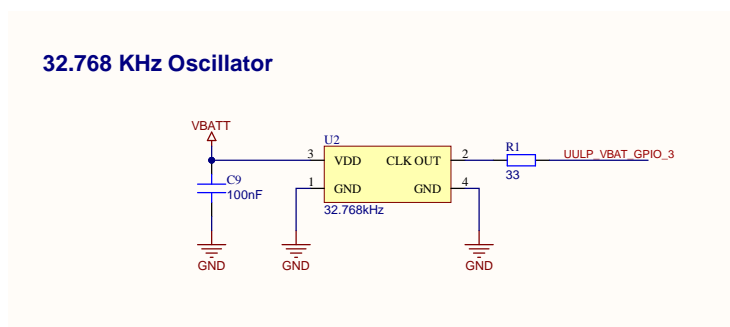 32.768 KHz Oscillator
VBATT
U2
3 VDD CLK OUT 2
R1
33
UULP_VBAT_GPIO_3
C9
100nF
1 GND GND 4
32.768kHz
GND
GND
GND